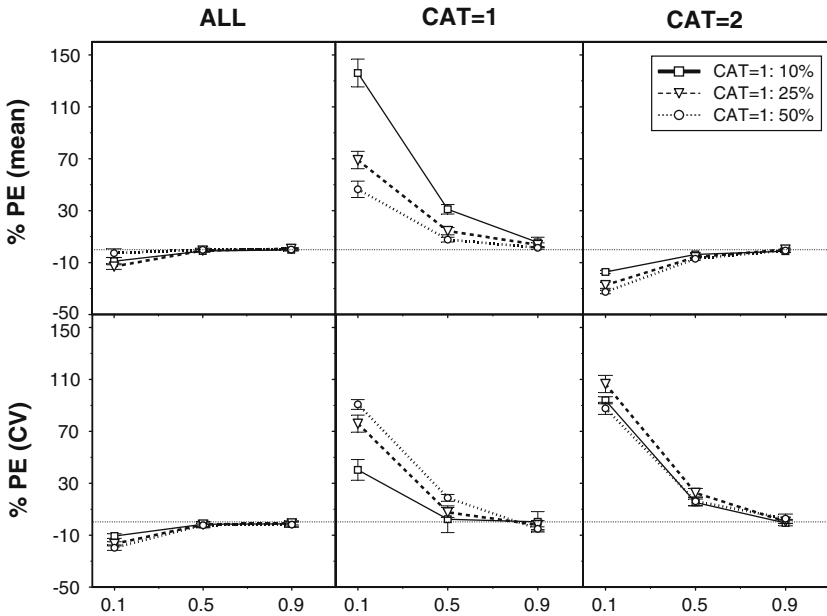 ALL CAT=1 CAT=2
% PE (mean)
150
110
70
30
-10
-50
CAT=1: 10%
CAT=1: 25%
CAT=1: 50%
% PE (CV)
150
110
70
30
-10
-50
0.1 0.5 0.9 0.1 0.5 0.9 0.1 0.5 0.9